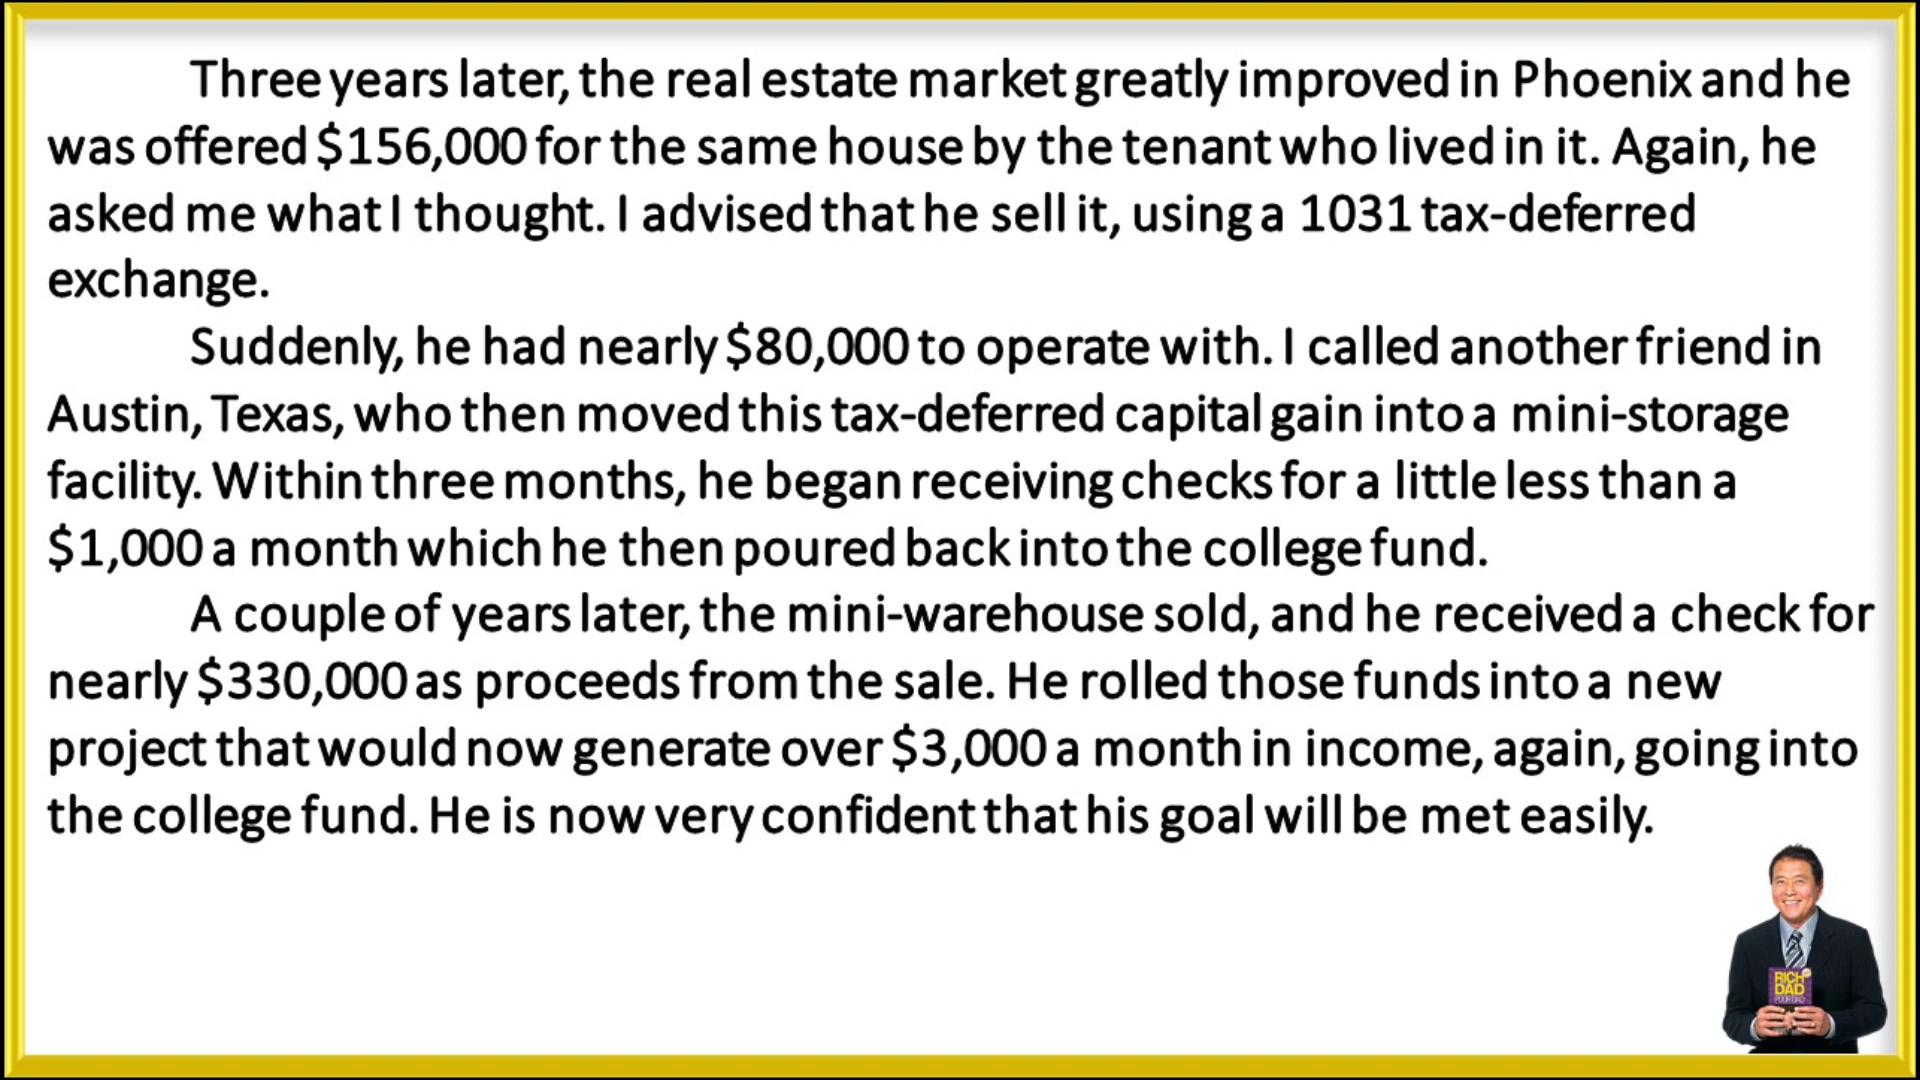 Three years later, the real estate market greatly improved in Phoenix and he
was offered $156,000 for the same house by the tenant who lived in it. Again, he
asked me what I thought. I advised that he sell it, using a 1031 tax-deferred
exchange.
Suddenly, he had nearly $80,000 to operate with. I called another friend in
Austin, Texas, who then moved this tax-deferred capital gain into a mini-storage
facility. Within three months, he began receiving checks for a little less than a
$1,000 a month which he then poured back into the college fund.
A couple of years later, the mini-warehouse sold, and he received a check for
nearly $330,000 as proceeds from the sale. He rolled those funds into a new
project that would now generate over $3,000 a month in income, again, going into
the college fund. He is now very confident that his goal will be met easily.
RICH
DAD
POOR DAD